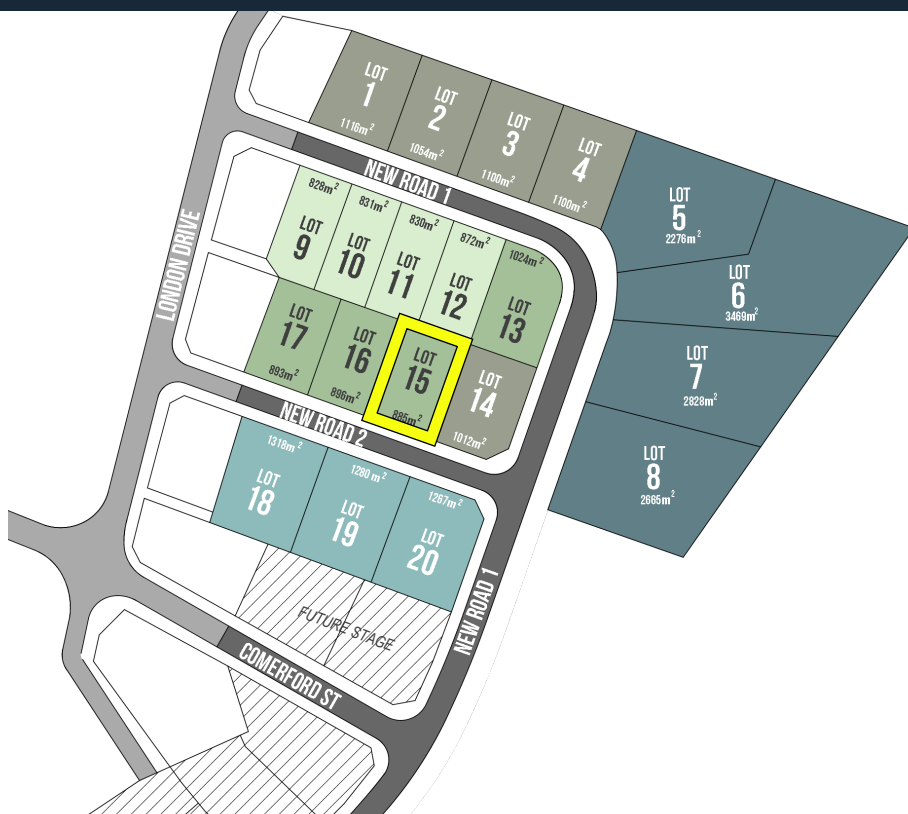 LOT
1
1116m²
LOT
2
1054m²
LOT
3
1100m²
LOT
4
1100m²
LOT
5
2276m²
LOT
6
3469m²
LOT
7
2828m²
LOT
8
2665m²
NEW ROAD 1
LONDON DRIVE
828m²
LOT
9
831m²
LOT
10
830m²
LOT
11
872m²
LOT
12
1024m²
LOT
13
LOT
17
893m²
LOT
16
896m²
LOT
15
885m²
LOT
14
1012m²
NEW ROAD 2
1318m²
LOT
18
1280 m²
LOT
19
1267m²
LOT
20
NEW ROAD 1
FUTURE STAGE
COMERFORD ST